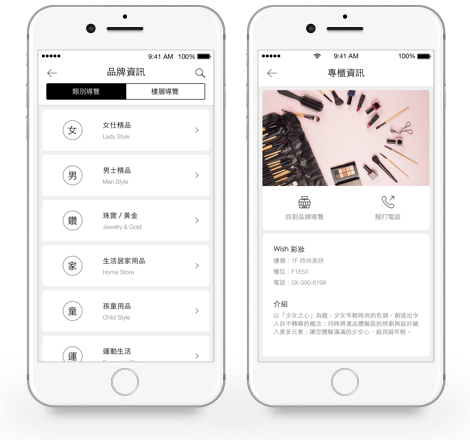 9:41 AM 100%
品牌資訊
類別導覽
樓層導覽
女
女仕精品
Lady Style
男
男士精品
Man Style
鑽
珠寶 / 黃金
Jewelry & Gold
家
生活居家用品
Home Store
童
孩童用品
Child Style
運
運動生活
9:41 AM 100%
專櫃資訊
回到品牌導覽
撥打電話
Wish 彩妝
樓層：1F 時尚美妍
櫃位：F1E53
電話：0X-300-6198
介紹
以「少女之心」為題，少女年輕時尚的色調，創造出令
人目不轉睛的概念；同時將產品體驗區的規劃與設計融
入更多元素，讓您體驗滿滿的少女心，越用越年輕。